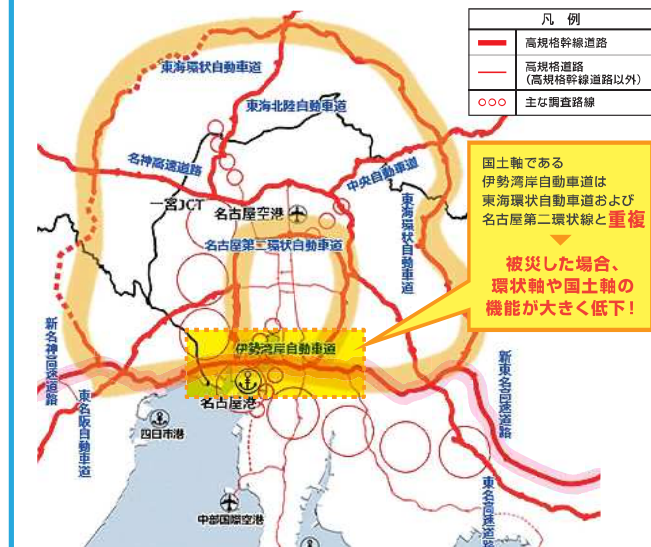 凡 例
高規格幹線道路
高規格道路
(高規格幹線道路以外)
主な調査路線
東海環状自動車道
東海北陸自動車道
名神高速道路
中央自動車道
一宮JCT
名古屋空港
東海環状自動車道
名古屋第二環状自動車道
国土軸である
伊勢湾岸自動車道は
東海環状自動車道および
名古屋第二環状線と重複
被災した場合、
環状軸や国土軸の
機能が大きく低下!
伊勢湾岸自動車道
新名神高速道路
新東名高速道路
名古屋港
東名阪自動車道
四日市港
中部国際空港
東名高速道路